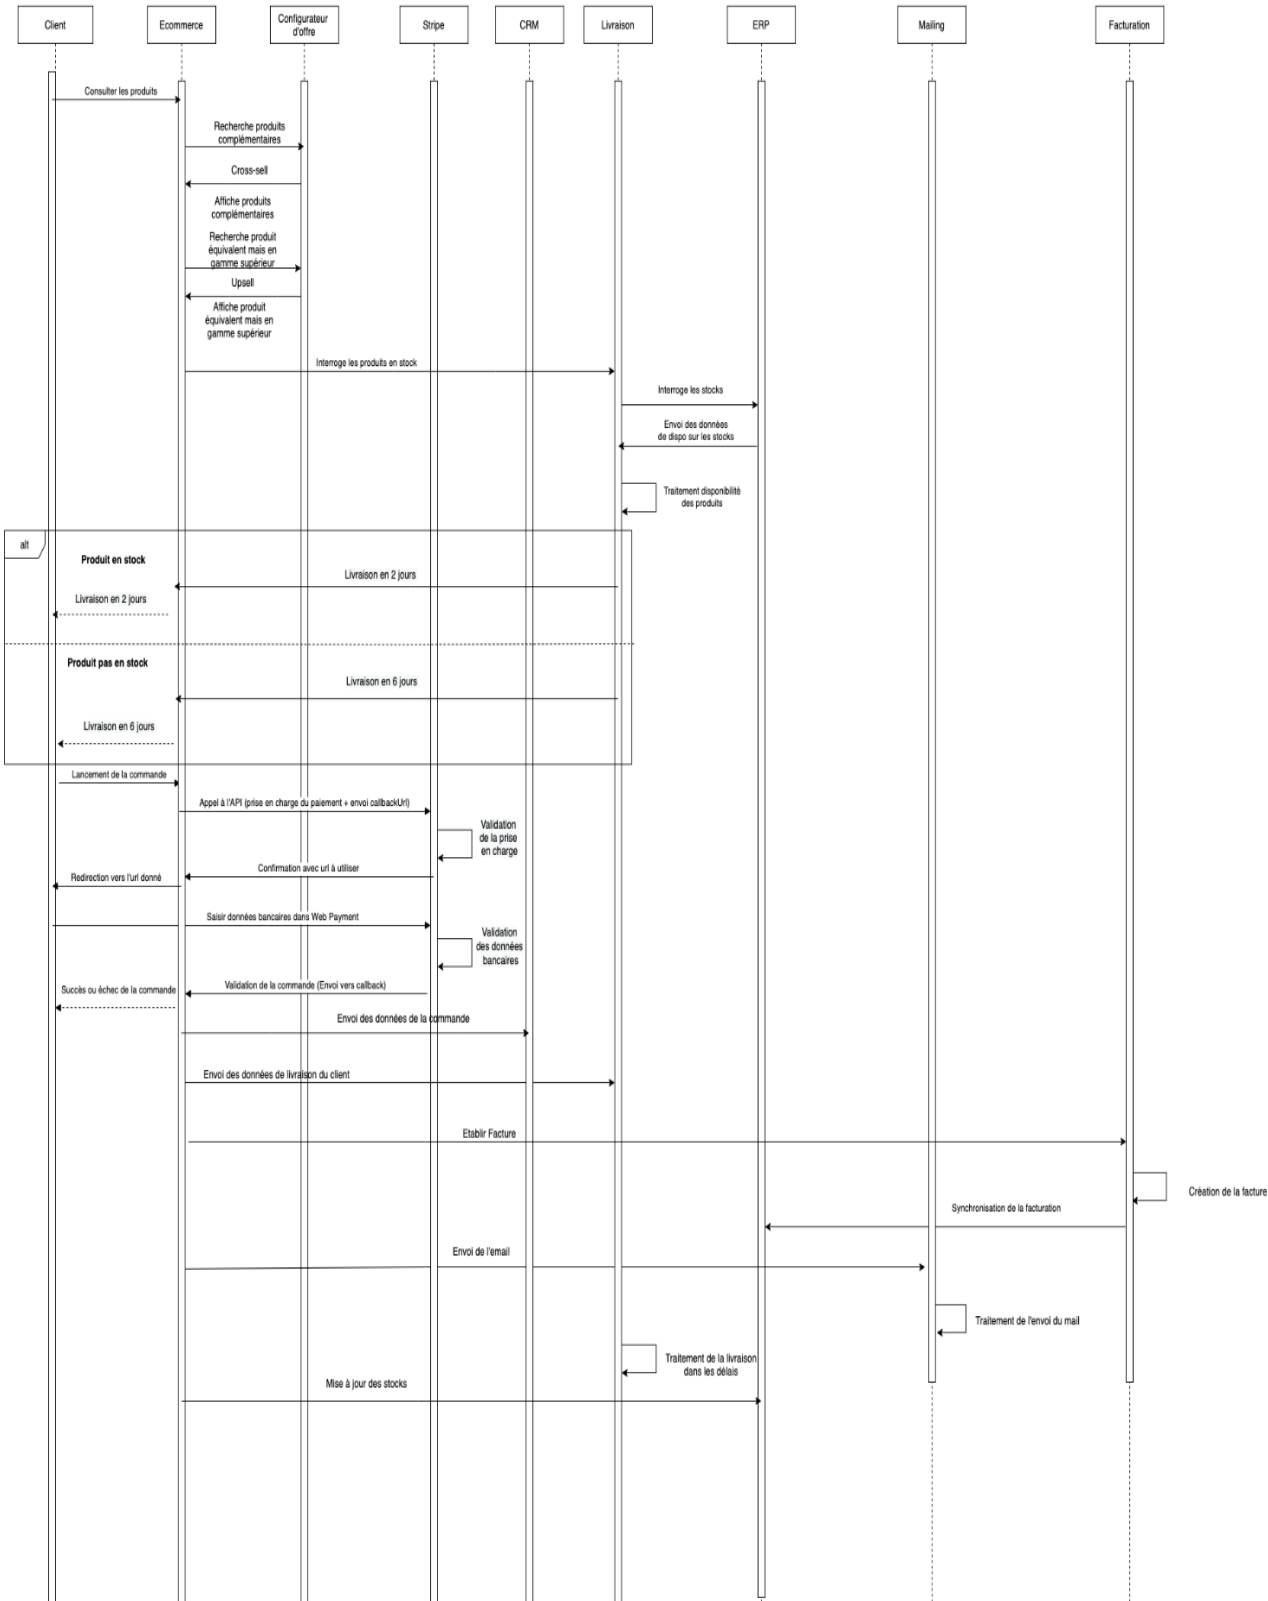 Client
Ecommerce
Configurateur
d'offre
Stripe
CRM
Livraison
ERP
Mailing
Facturation
Consulter les produits
Recherche produits
complémentaires
Cross-sell
Affiche produits
complémentaires
Recherche produit
équivalent mais en
gamme supérieur
Upsell
Affiche produit
équivalent mais en
gamme supérieur
Interroge les produits en stock
Interroge les stocks
Envoi des données
de dispo sur les stocks
Traitement disponibilité
des produits
alt
Produit en stock
Livraison en 2 jours
Livraison en 2 jours
Produit pas en stock
Livraison en 6 jours
Livraison en 6 jours
Lancement de la commande
Appel à l'API (prise en charge du paiement + envoi callbackUrl)
Validation
de la prise
en charge
Confirmation avec url à utiliser
Redirection vers l'url donné
Saisir données bancaires dans Web Payment
Validation
des données
bancaires
Validation de la commande (Envoi vers callback)
Succès ou échec de la commande
Envoi des données de la commande
Envoi des données de livraison du client
Etablir Facture
Création de la facture
Synchronisation de la facturation
Envoi de l'email
Traitement de l'envoi du mail
Traitement de la livraison
dans les délais
Mise à jour des stocks